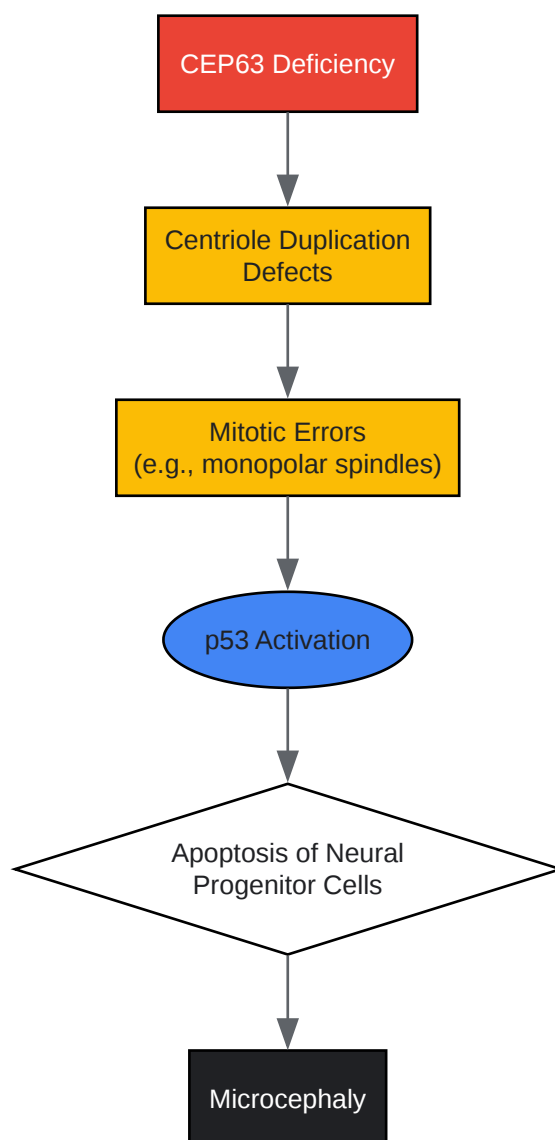 CEP63 Deficiency
Centriole Duplication
Defects
Mitotic Errors
(e.g., monopolar spindles)
p53 Activation
Apoptosis of Neural
Progenitor Cells
Microcephaly